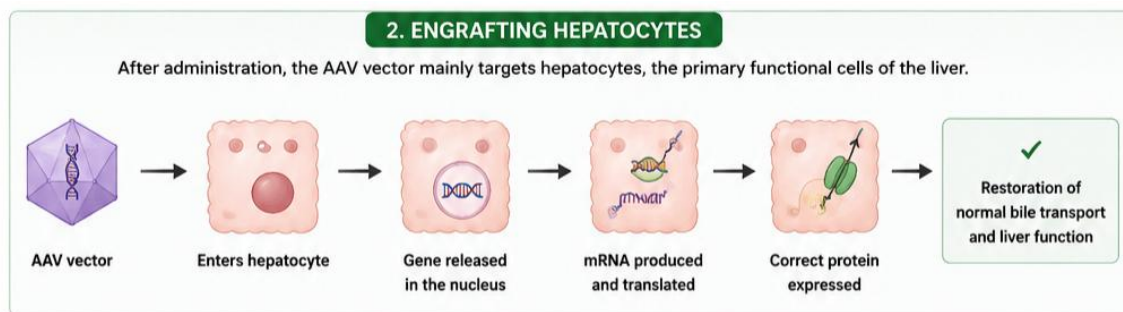 2. ENGRAFTING HEPATOCYTES
After administration, the AAV vector mainly targets hepatocytes, the primary functional cells of the liver.
AAV vector
Enters hepatocyte
Gene released
in the nucleus
mRNA produced
and translated
Correct protein
expressed
Restoration of
normal bile transport
and liver function